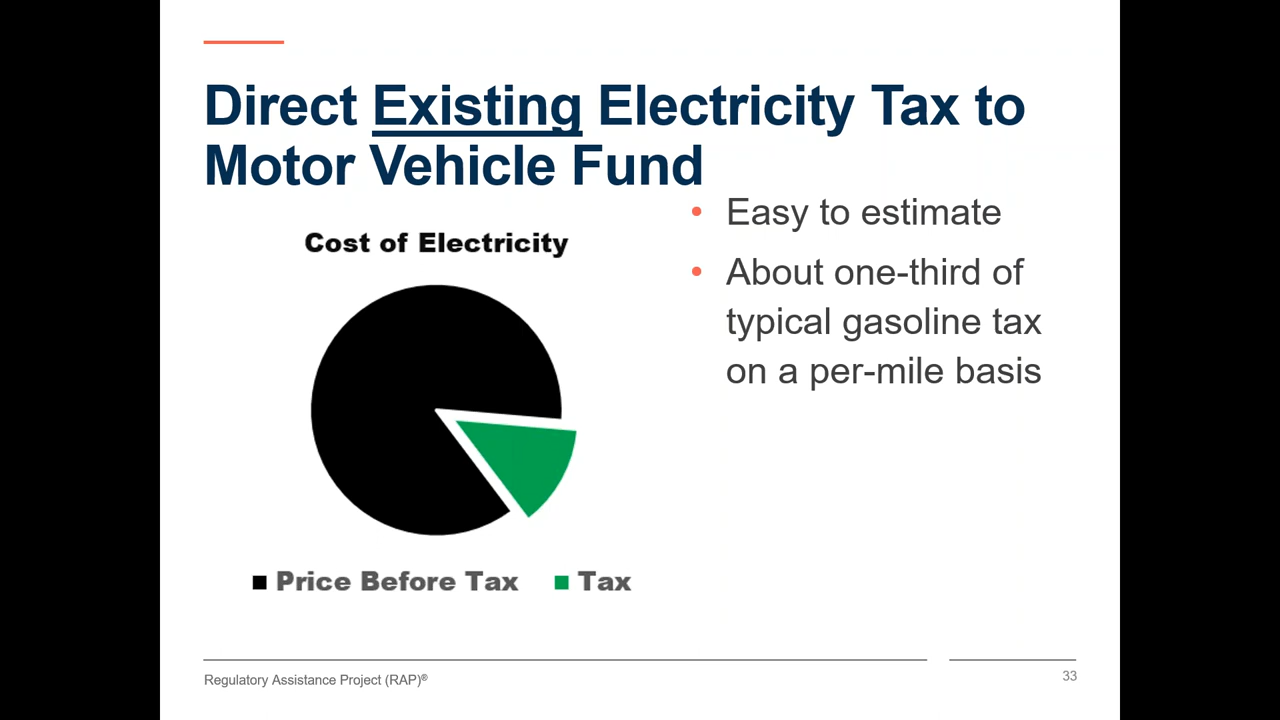 Direct Existing Electricity Tax to
Motor Vehicle Fund
Cost of Electricity
Price Before Tax
Tax
• Easy to estimate
• About one-third of
typical gasoline tax
on a per-mile basis
Regulatory Assistance Project (RAP)®
33